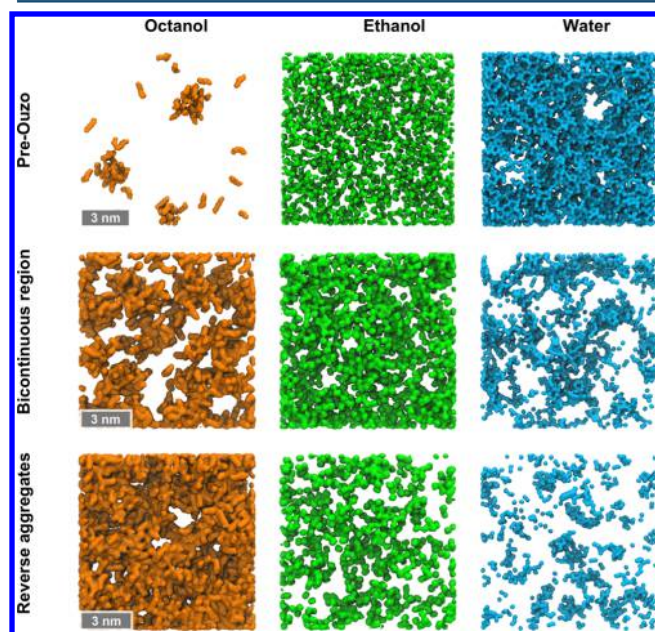 Octanol Ethanol Water
Pre-Ouzo
3 nm
Bicontinuous region
3 nm
Reverse aggregates
3 nm